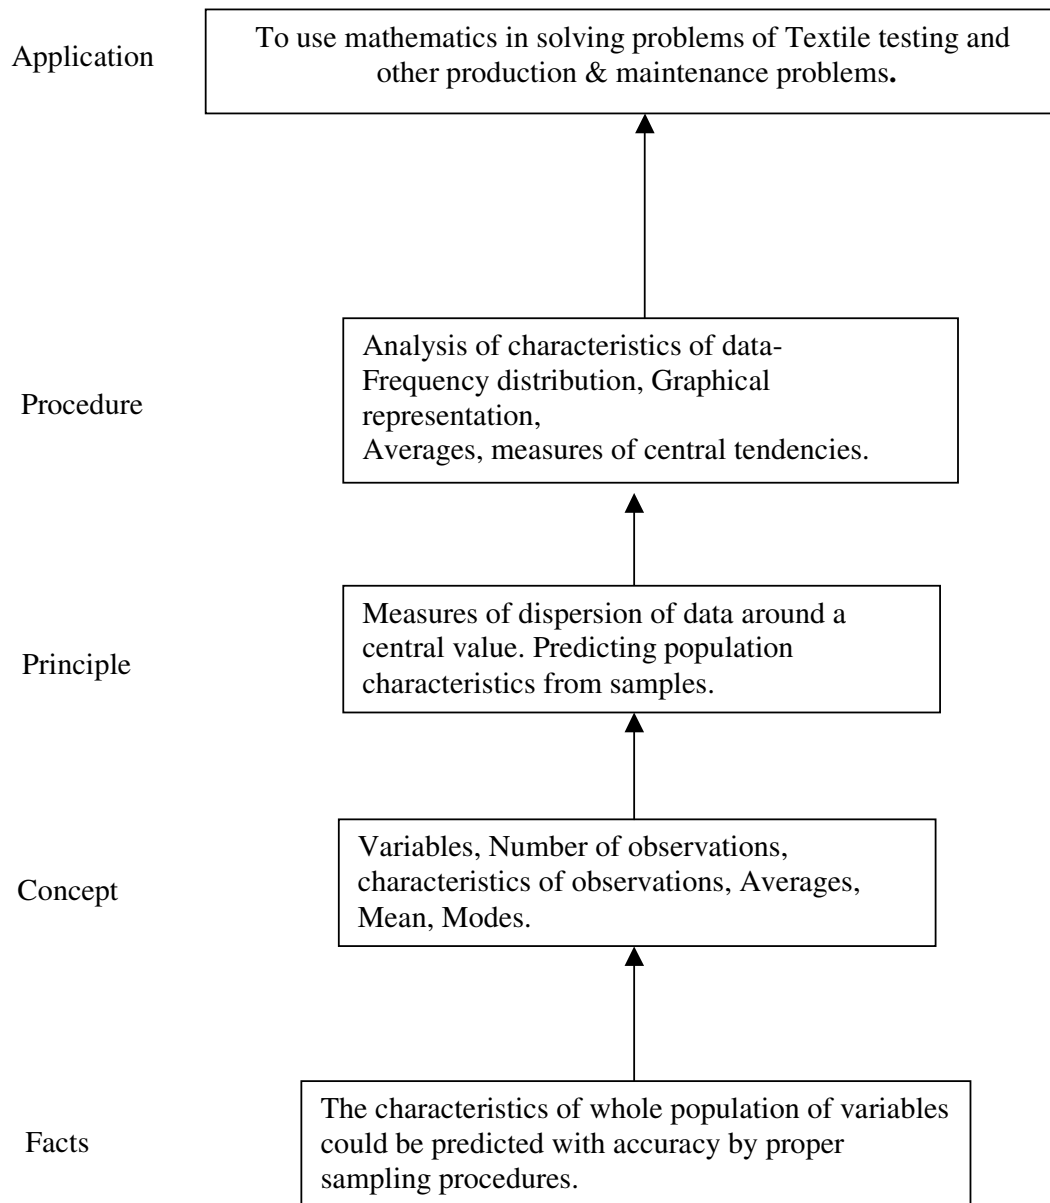 Application
To use mathematics in solving problems of Textile testing and
other production & maintenance problems.
Procedure
Analysis of characteristics of data-
Frequency distribution, Graphical
representation,
Averages, measures of central tendencies.
Principle
Measures of dispersion of data around a
central value. Predicting population
characteristics from samples.
Concept
Variables, Number of observations,
characteristics of observations, Averages,
Mean, Modes.
Facts
The characteristics of whole population of variables
could be predicted with accuracy by proper
sampling procedures.